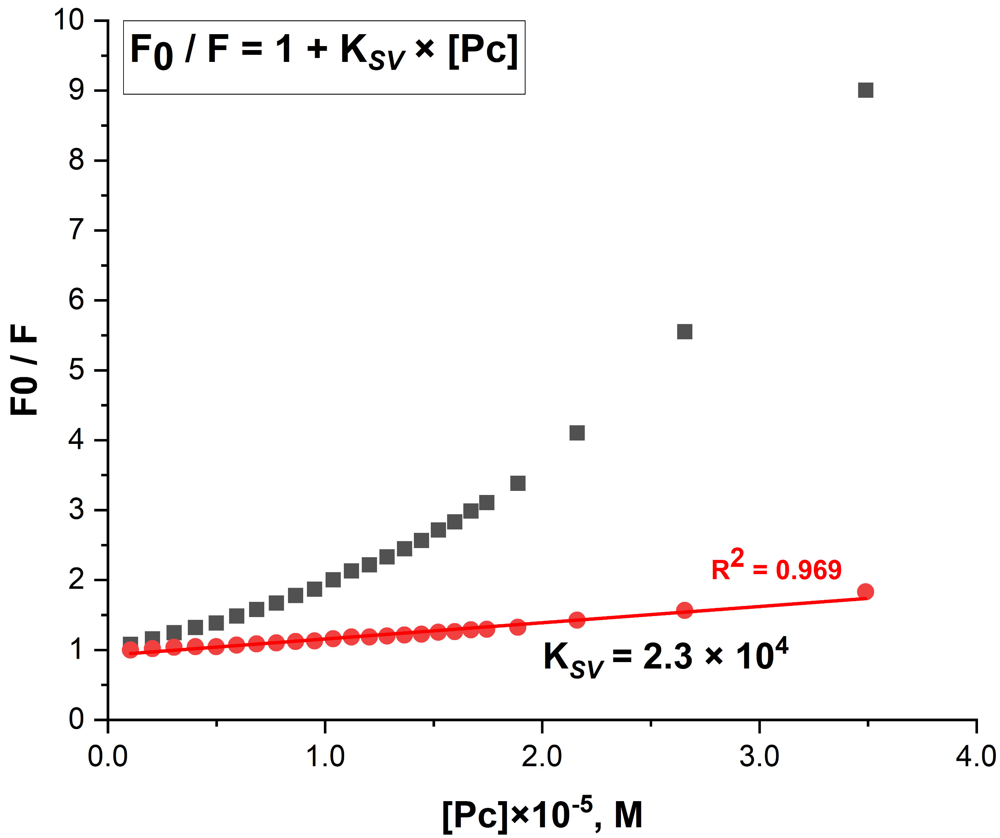 F0 / F = 1 + KSV × [Pc]
10
9
8
7
6
5
4
3
2
1
0
F0 / F
R2 = 0.969
KSV = 2.3 × 104
0.0 1.0 2.0 3.0 4.0
[Pc]×10-5, M